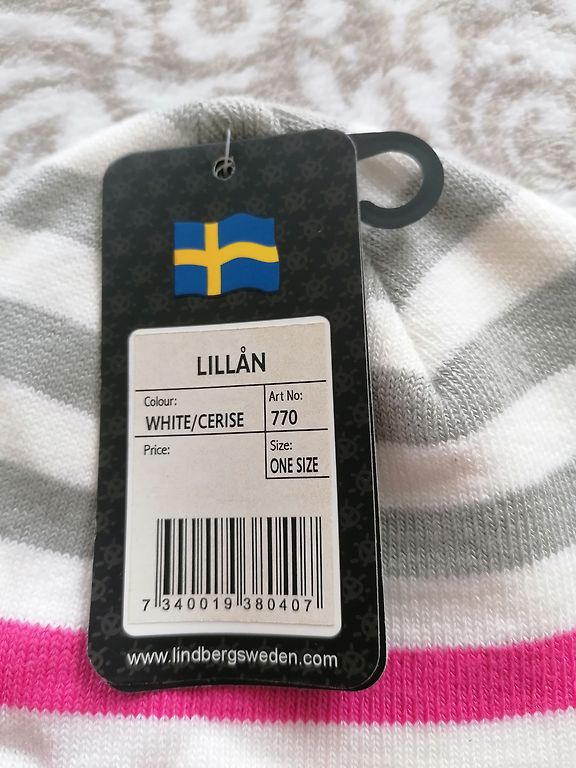 LILLÅN
Colour:
WHITE/CERISE
Art No:
770
Price:
Size:
ONE SIZE
7 340019 380407
www.lindbergsweden.com